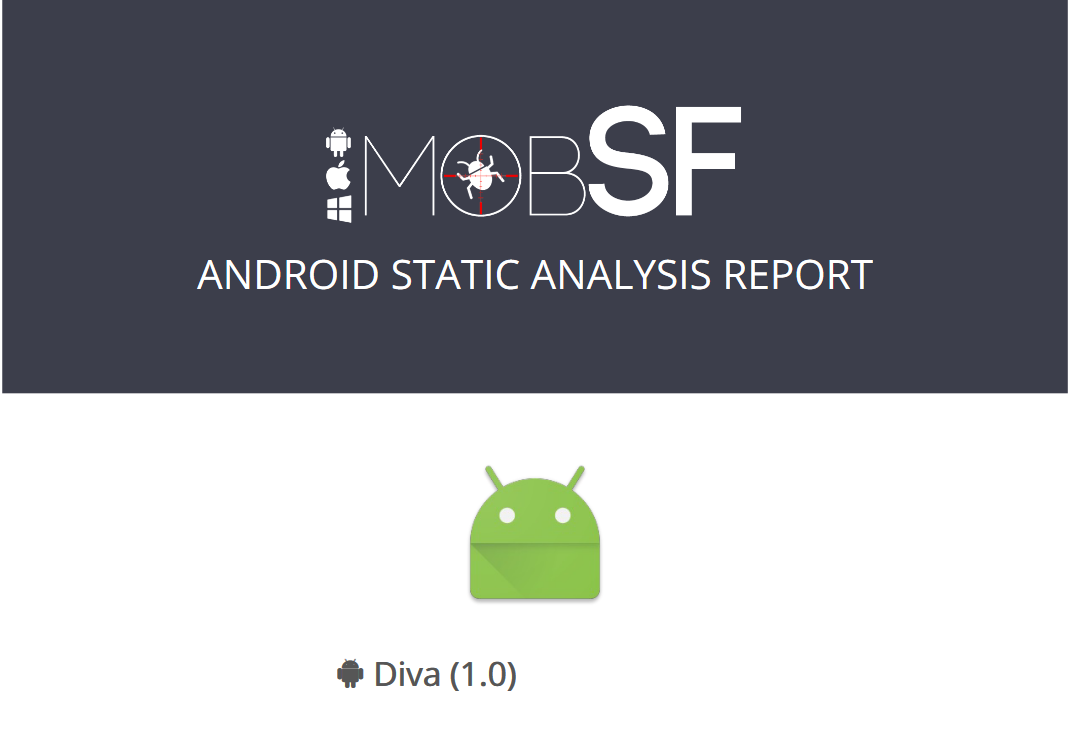 MOBSF
ANDROID STATIC ANALYSIS REPORT
Diva (1.0)